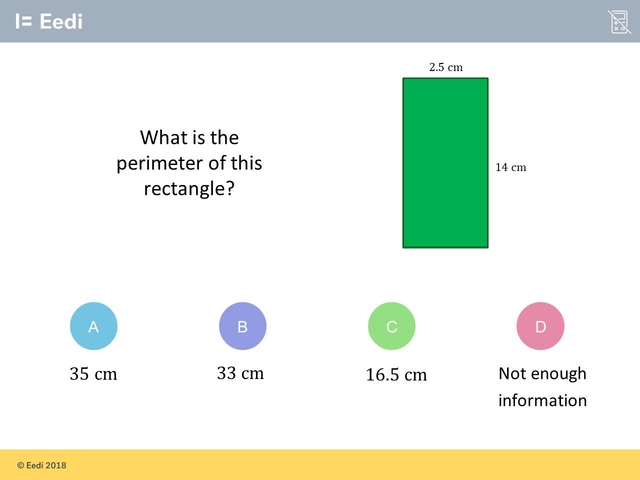 I= Eedi
2.5 cm
What is the
perimeter of this
rectangle?
14 cm
A
B
C
D
35 cm
33 cm
16.5 cm
Not enough
information
© Eedi 2018